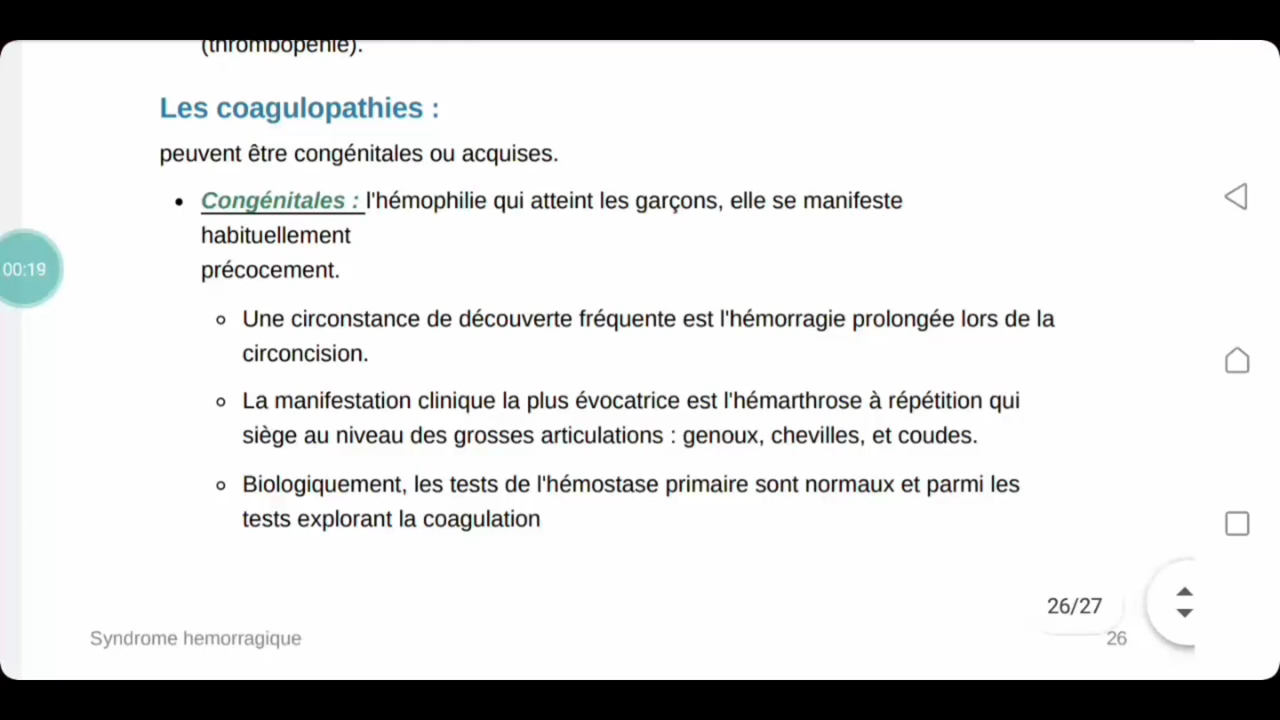 (thrombopénie).
Les coagulopathies :
peuvent être congénitales ou acquises.
Congénitales : l'hémophilie qui atteint les garçons, elle se manifeste
habituellement
précocement.
Une circonstance de découverte fréquente est l'hémorragie prolongée lors de la
circoncision.
La manifestation clinique la plus évocatrice est l'hémarthrose à répétition qui
siège au niveau des grosses articulations : genoux, chevilles, et coudes.
Biologiquement, les tests de l'hémostase primaire sont normaux et parmi les
tests explorant la coagulation
00:19
26/27
Syndrome hemorragique
26